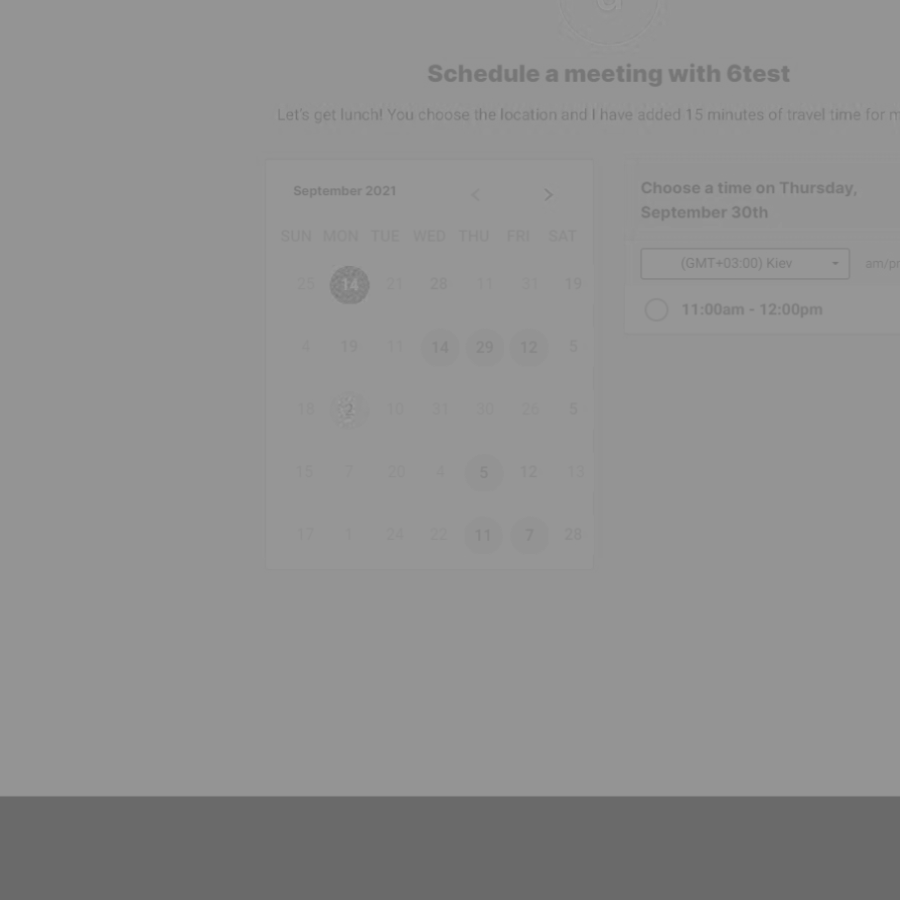 Schedule a meeting with 6test
Let's get lunch! You choose the location and I have added 15 minutes of travel time for m
September 2021
SUN MON TUE WED THU FRI SAT
25 14 21 28 11 31 19
4 19 11 14 29 12 5
18 2 10 31 30 26 5
15 7 20 4 5 12 13
17 1 24 22 11 7 28
Choose a time on Thursday,
September 30th
(GMT+03:00) Kiev am/p
11:00am - 12:00pm